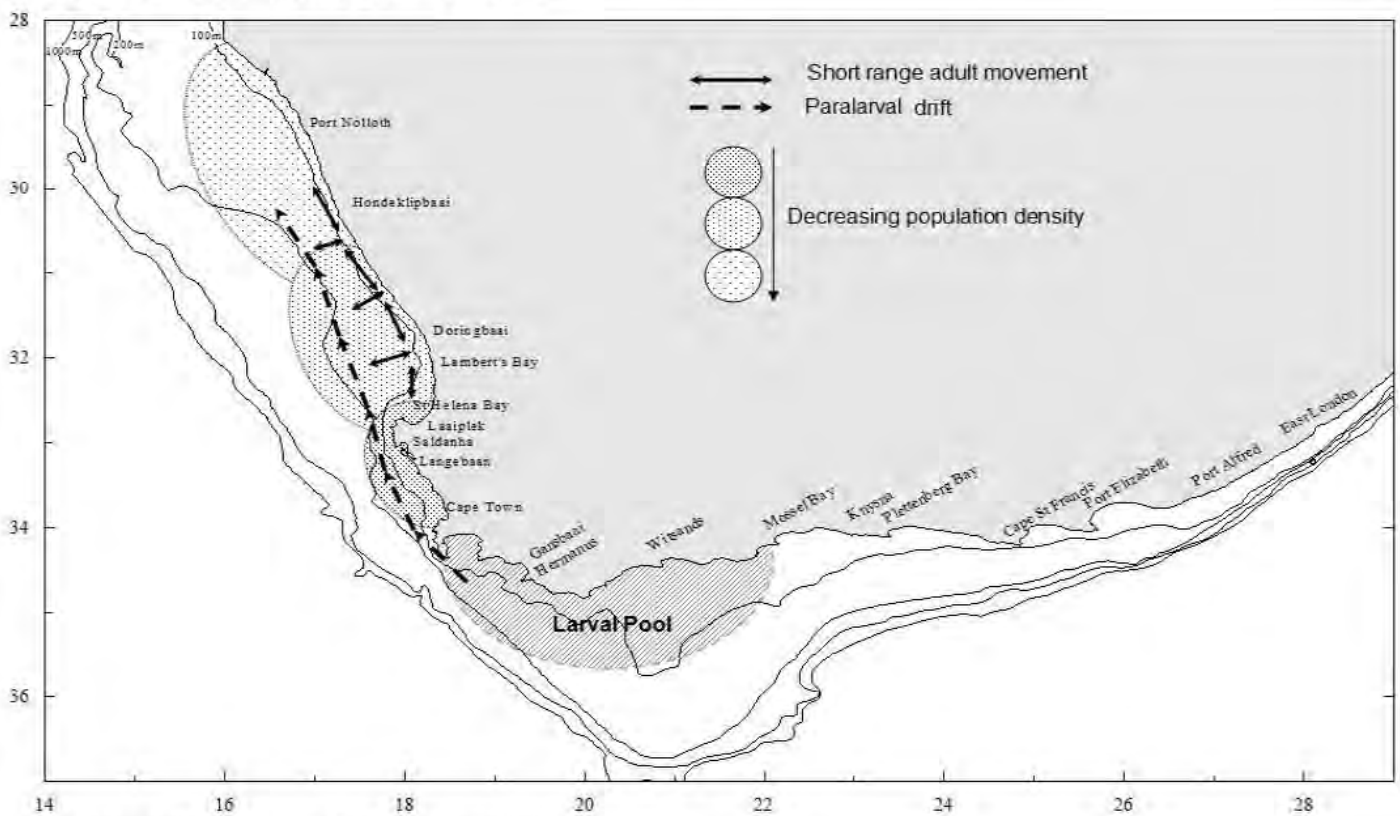 28
30
32
34
36
14
16
18
20
22
24
26
28
1000m
500m
200m
100m
Short range adult movement
Paralarval drift
Decreasing population density
Port Nolloth
Hondeklipbaai
Doringbaai
Lambert's Bay
St Helena Bay
Laaiplek
Saldanha
Langebaan
Cape Town
Gansbaai
Hermanus
Witsands
Mossel Bay
Knysna
Plettenberg Bay
Cape St Francis
Port Elizabeth
Port Alfred
East London
Larval Pool